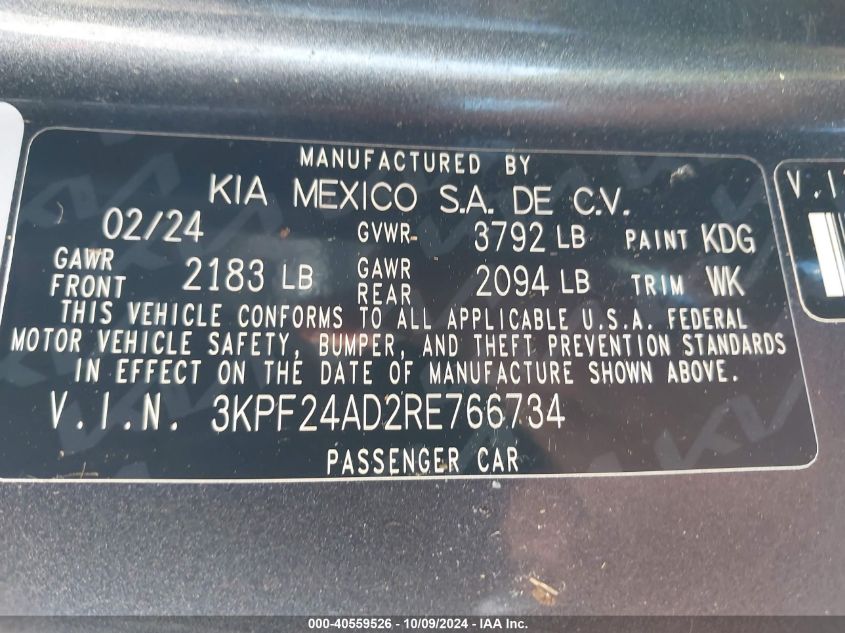 MANUFACTURED BY
KIA MEXICO S.A. DE C.V.
02/24 GVWR- 3792 LB PAINT KDG
GAWR FRONT 2183 LB GAWR REAR 2094 LB TRIM WK
THIS VEHICLE CONFORMS TO ALL APPLICABLE U.S.A. FEDERAL
MOTOR VEHICLE SAFETY, BUMPER, AND THEFT PREVENTION STANDARDS
IN EFFECT ON THE DATE OF MANUFACTURE SHOWN ABOVE.
V.I.N. 3KPF24AD2RE766734
PASSENGER CAR
000-40559526 - 10/09/2024 - IAA, Inc.